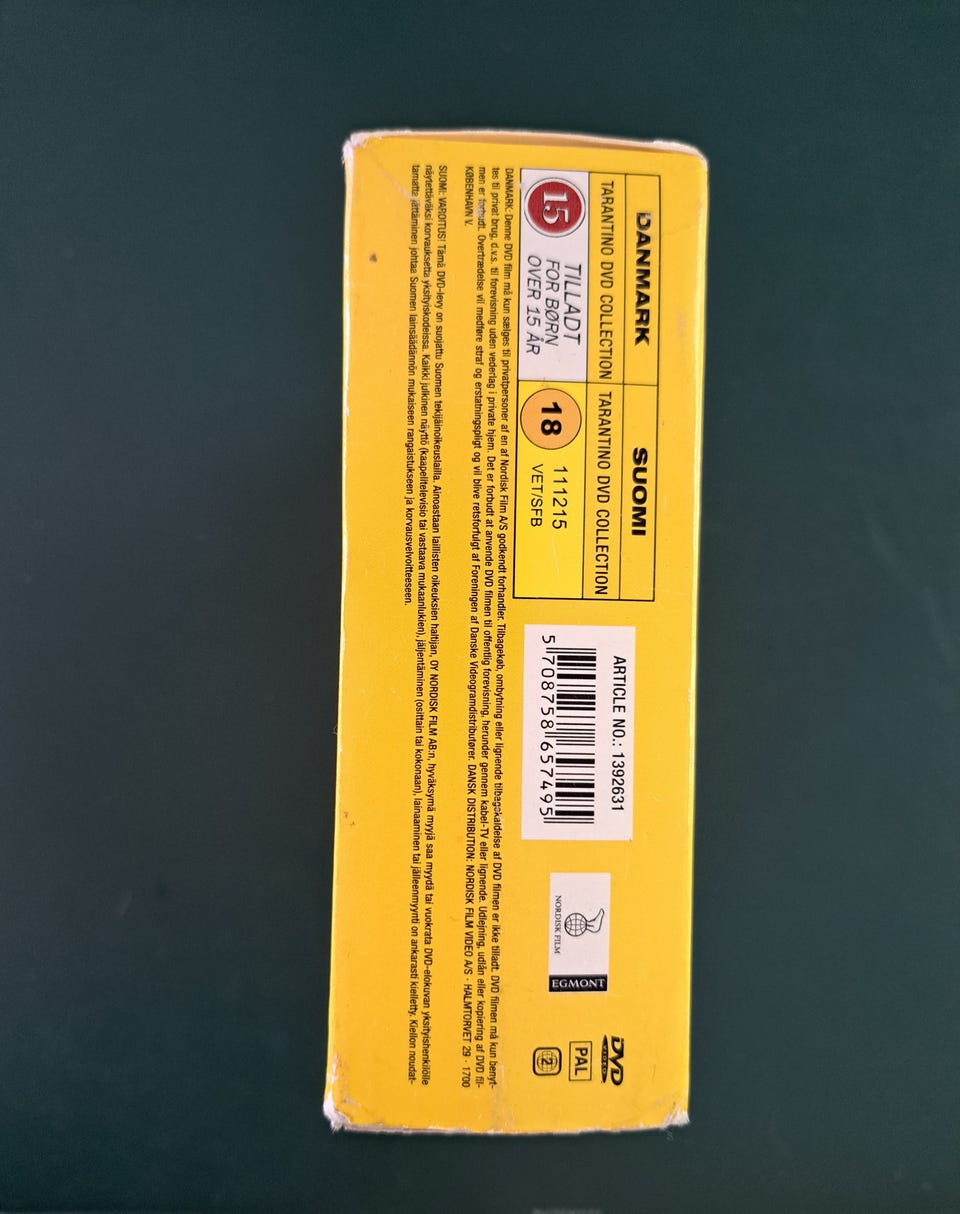 DANMARK
SUOMI
TARANTINO DVD COLLECTION
TARANTINO DVD COLLECTION
15
TILLADT
FOR BØRN
OVER 15 ÅR
18
111215
VET/SFB
ARTICLE NO.: 1392631
5 708758 657495
NORDISK FILM
EGMONT
DVD
VIDEO
PAL
2
DANMARK: Denne DVD film må kun sælges til privatpersoner af en af Nordisk Film A/S godkendt forhandler. Tilbagekøb, ombytning eller lignende tilbagekaldelse af DVD filmen er ikke tilladt. DVD filmen må kun benyt-
tes til privat brug, d.v.s. til forevisning uden vederlag i private hjem. Det er forbudt at anvende DVD filmen til offentlig forevisning, herunder gennem kabel-TV eller lignende. Udlejning, udlån eller kopiering af DVD fil-
men er forbudt. Overtrædelse vil medføre straf og erstatningspligt og vil blive retsforfulgt af Foreningen af Danske Videogramdistributører. DANSK DISTRIBUTION: NORDISK FILM VIDEO A/S · HALMTORVET 29 · 1700
KØBENHAVN V.
SUOMI: VAROITUS! Tämä DVD-levy on suojattu Suomen tekijäinoikeuslailla. Ainoastaan laillisten oikeuksien haltijan, OY NORDISK FILM AB:n, hyväksymä myyjä saa myydä tai vuokrata DVD-elokuvan yksityishenkilöille
näytettäväksi korvauksetta yksityiskodeissa. Kaikki julkinen näyttö (kaapelitelevisio tai vastaava mukaanlukien), jäljentäminen (osittain tai kokonaan), lainaaminen tai jälleenmyynti on ankarasti kielletty. Kiellon noudat-
tamatta jättäminen johtaa Suomen lainsäädännön mukaiseen rangaistukseen ja korvausvelvoitteeseen.